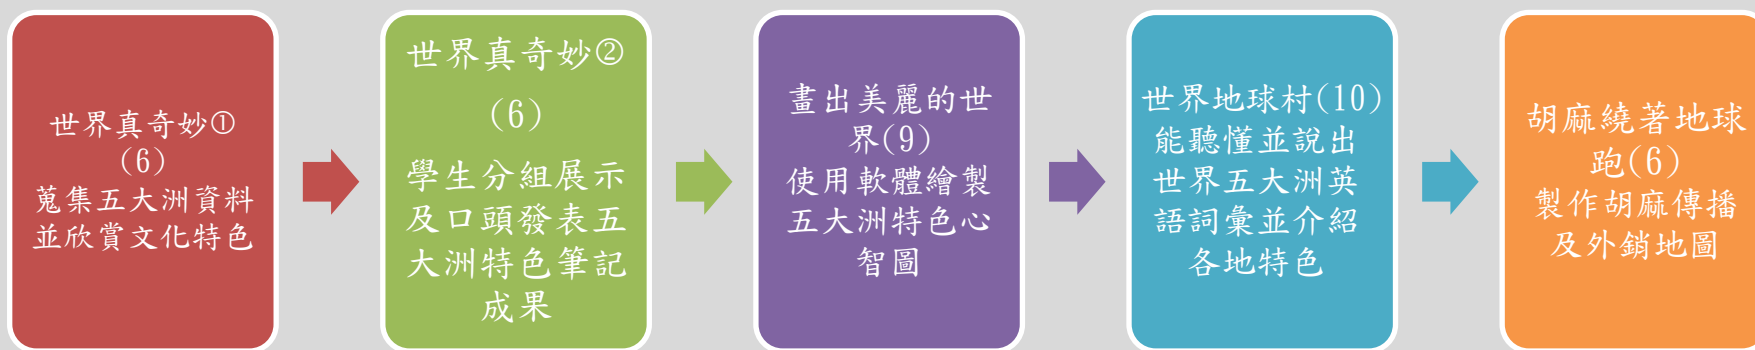 世界真奇妙①
(6)
蒐集五大洲資料
並欣賞文化特色
世界真奇妙②
(6)
學生分組展示
及口頭發表五
大洲特色筆記
成果
畫出美麗的世
界(9)
使用軟體繪製
五大洲特色心
智圖
世界地球村(10)
能聽懂並說出
世界五大洲英
語詞彙並介紹
各地特色
胡麻繞著地球
跑(6)
製作胡麻傳播
及外銷地圖